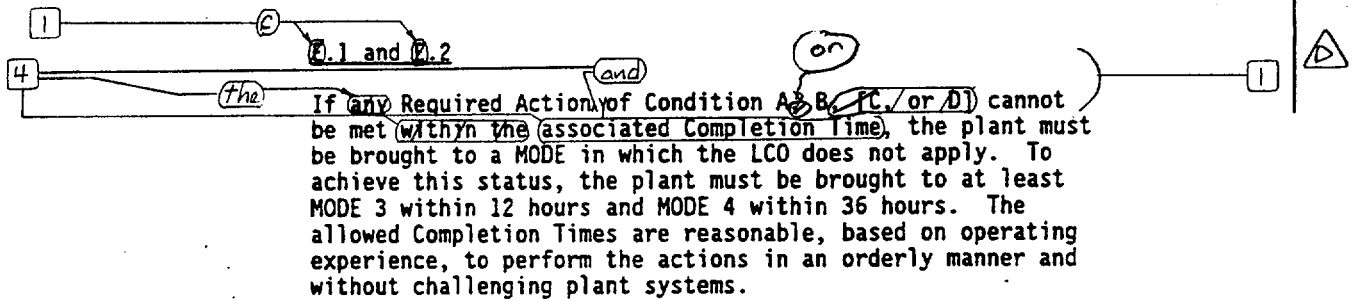 1 C
E.1 and E.2
or
D
4 and
1
the
If any Required Action of Condition A, B, [C, or D] cannot
be met within the associated Completion Time, the plant must
be brought to a MODE in which the LCO does not apply. To
achieve this status, the plant must be brought to at least
MODE 3 within 12 hours and MODE 4 within 36 hours. The
allowed Completion Times are reasonable, based on operating
experience, to perform the actions in an orderly manner and
without challenging plant systems.